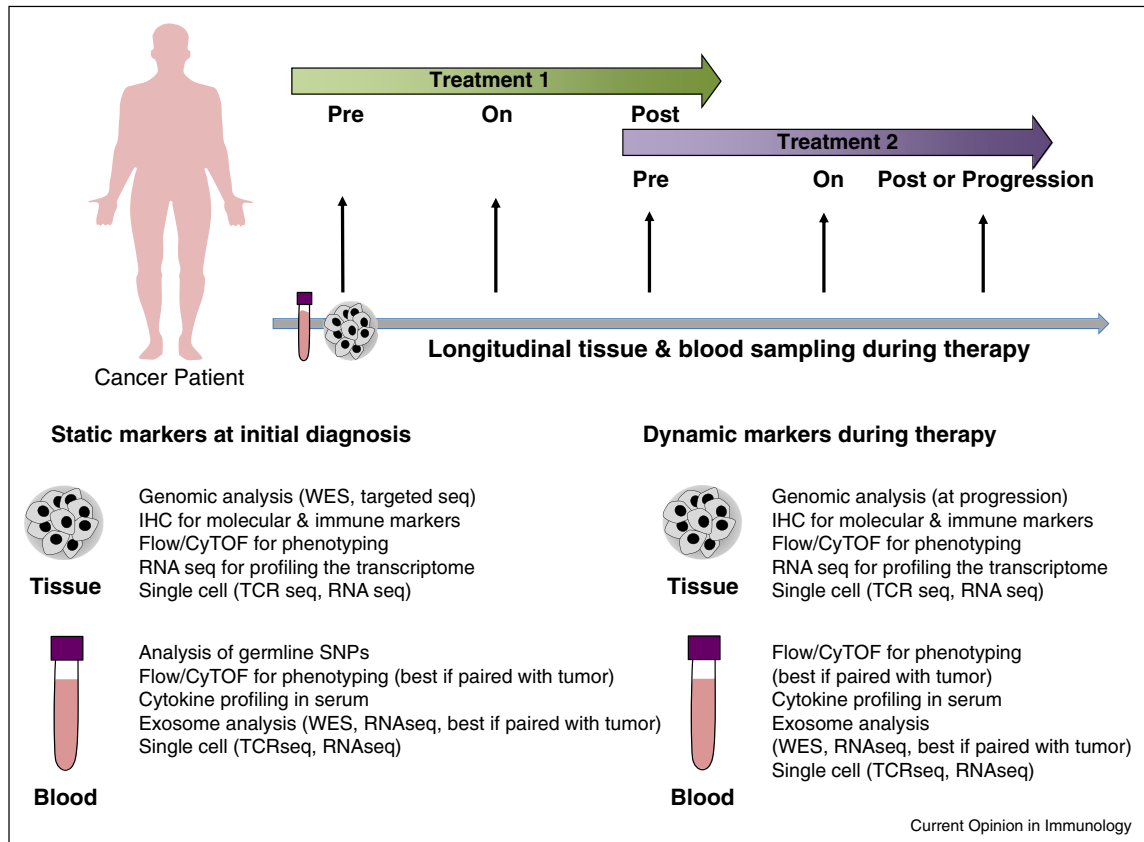 Treatment 1
Pre
On
Post
Treatment 2
Pre
On
Post or Progression
Longitudinal tissue & blood sampling during therapy
Cancer Patient
Static markers at initial diagnosis
Genomic analysis (WES, targeted seq)
IHC for molecular & immune markers
Flow/CyTOF for phenotyping
RNA seq for profiling the transcriptome
Single cell (TCR seq, RNA seq)
Tissue
Analysis of germline SNPs
Flow/CyTOF for phenotyping (best if paired with tumor)
Cytokine profiling in serum
Exosome analysis (WES, RNAseq, best if paired with tumor)
Single cell (TCRseq, RNAseq)
Blood
Dynamic markers during therapy
Genomic analysis (at progression)
IHC for molecular & immune markers
Flow/CyTOF for phenotyping
RNA seq for profiling the transcriptome
Single cell (TCR seq, RNA seq)
Tissue
Flow/CyTOF for phenotyping
(best if paired with tumor)
Cytokine profiling in serum
Exosome analysis
(WES, RNAseq, best if paired with tumor)
Single cell (TCRseq, RNAseq)
Blood
Current Opinion in Immunology